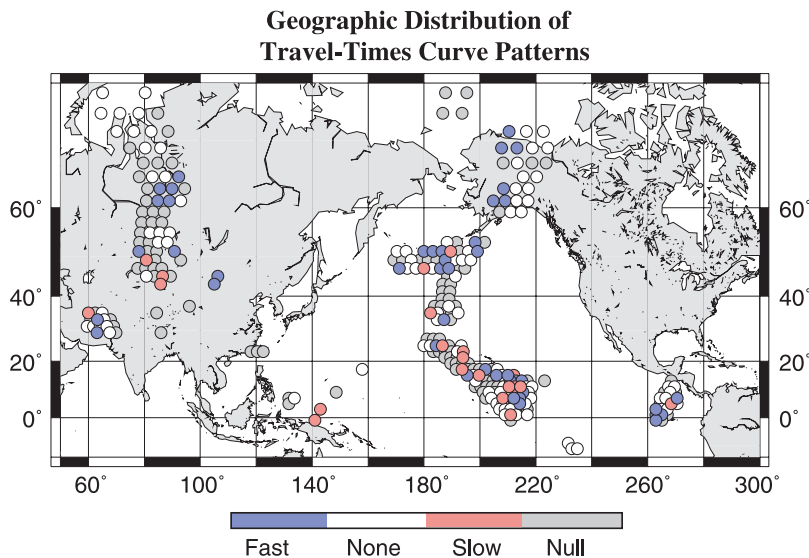 Geographic Distribution of
Travel-Times Curve Patterns
60˚ 60˚
40˚ 40˚
20˚ 20˚
0˚ 0˚
60˚ 100˚ 140˚ 180˚ 220˚ 260˚ 300˚
Fast None Slow Null